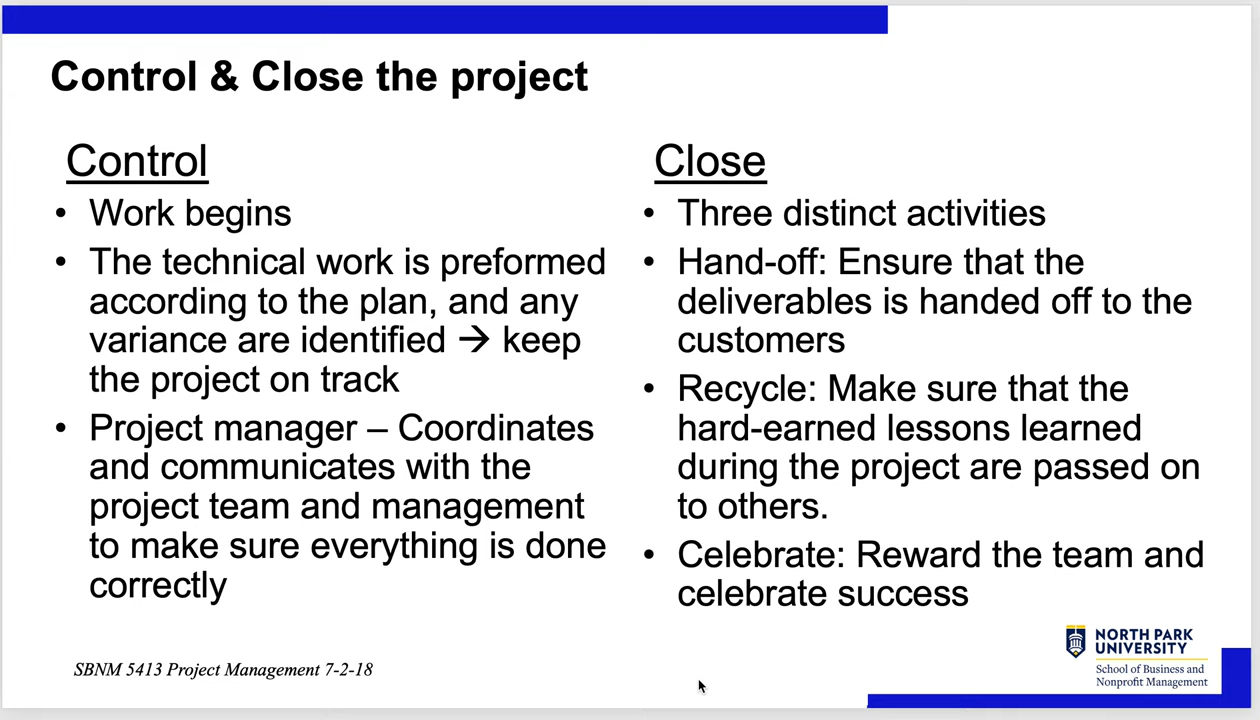 Control & Close the project
Control
• Work begins
• The technical work is preformed
according to the plan, and any
variance are identified → keep
the project on track
• Project manager – Coordinates
and communicates with the
project team and management
to make sure everything is done
correctly
Close
• Three distinct activities
• Hand-off: Ensure that the
deliverables is handed off to the
customers
• Recycle: Make sure that the
hard-earned lessons learned
during the project are passed on
to others.
• Celebrate: Reward the team and
celebrate success
SBNM 5413 Project Management 7-2-18
NORTH PARK
UNIVERSITY
School of Business and
Nonprofit Management